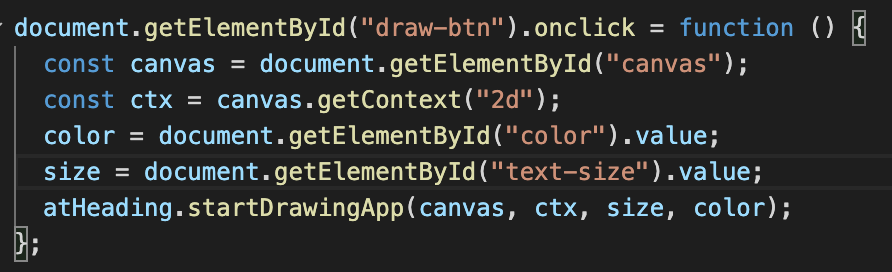 document.getElementById("draw-btn").onclick = function () {
const canvas = document.getElementById("canvas");
const ctx = canvas.getContext("2d");
color = document.getElementById("color").value;
size = document.getElementById("text-size").value;
atHeading.startDrawingApp(canvas, ctx, size, color);
};